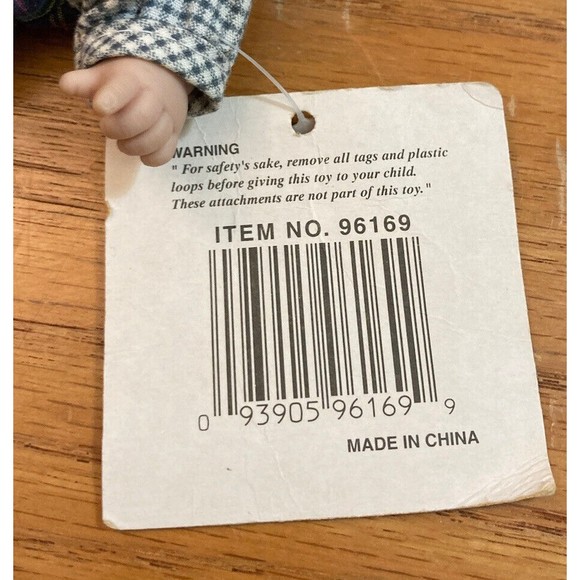 WARNING
" For safety's sake, remove all tags and plastic
loops before giving this toy to your child.
These attachments are not part of this toy."
ITEM NO. 96169
0 93905 96169 9
MADE IN CHINA